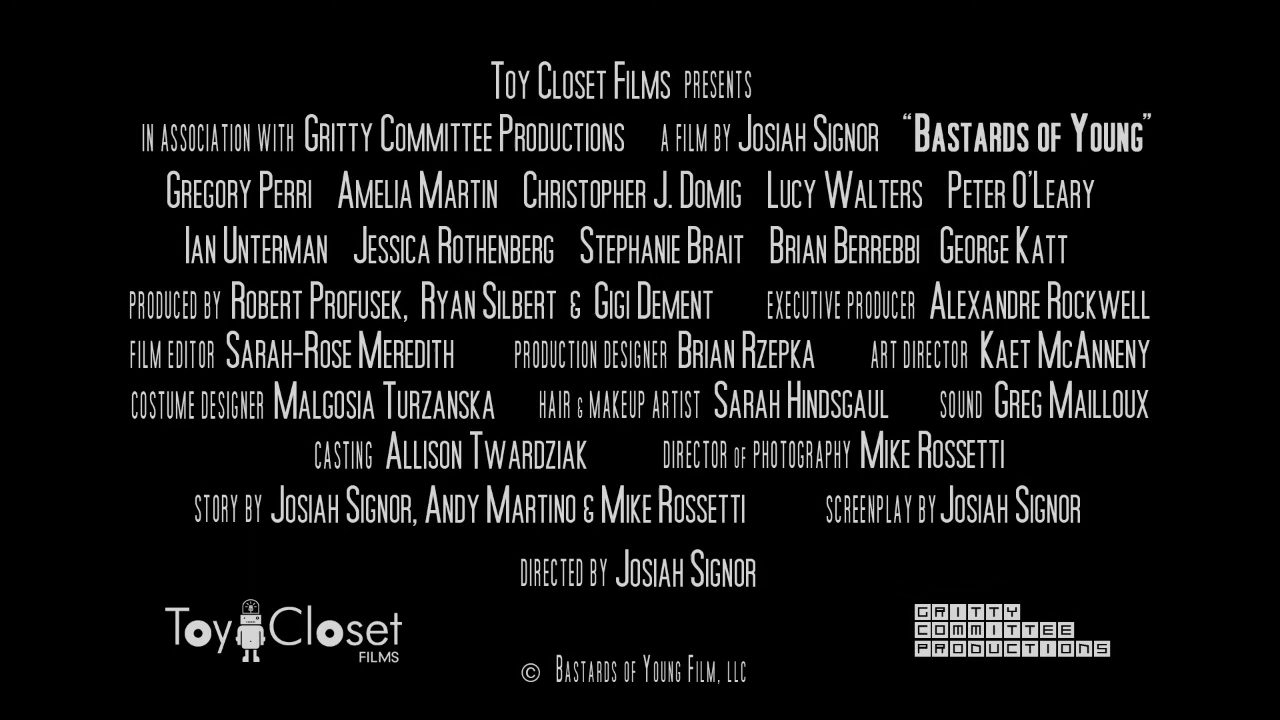 Toy Closet Films presents
in association with Gritty Committee Productions a film by Josiah Signor “Bastards of Young”
Gregory Perri Amelia Martin Christopher J. Domig Lucy Walters Peter O'Leary
Ian Unterman Jessica Rothenberg Stephanie Brait Brian Berrebbi George Katt
produced by Robert Profusek, Ryan Silbert & Gigi Dement executive producer Alexandre Rockwell
film editor Sarah-Rose Meredith production designer Brian Rzepka art director Kaet McAnneny
costume designer Malgosia Turzanska hair & makeup artist Sarah Hindsgaul sound Greg Mailloux
casting Allison Twardziak director of photography Mike Rossetti
story by Josiah Signor, Andy Martino & Mike Rossetti screenplay by Josiah Signor
directed by Josiah Signor
Toy Closet
FILMS
GRITTY
COMMITTEE
PRODUCTIONS
© Bastards of Young Film, llc